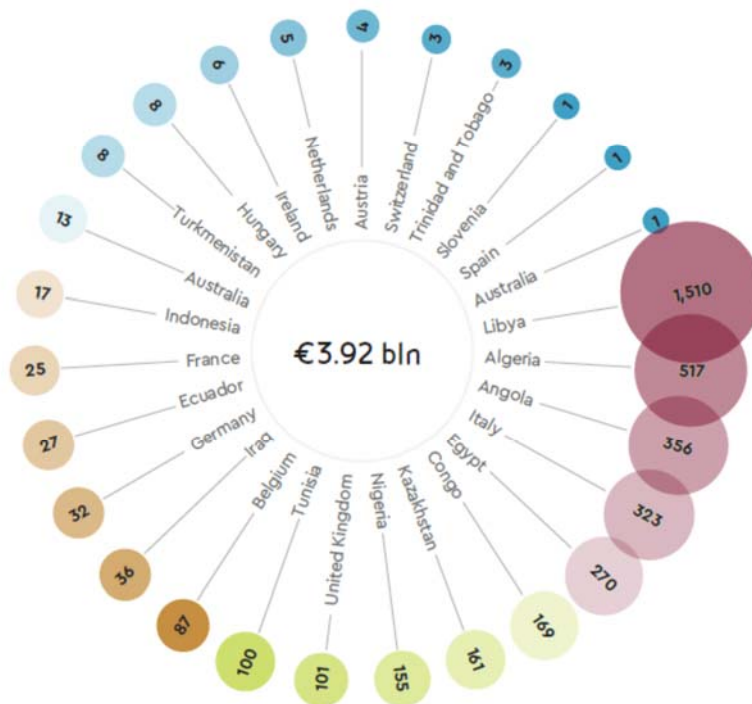 €3.92 bln
Libya 1,510
Algeria 517
Angola 356
Italy 323
Egypt 270
Congo 169
Kazakhstan 161
Nigeria 155
United Kingdom 101
Tunisia 100
Belgium 87
Iraq 36
Germany 32
Ecuador 27
France 25
Indonesia 17
Australia 13
Turkmenistan 8
Hungary 8
Ireland 6
Netherlands 5
Austria 4
Switzerland 3
Trinidad and Tobago 3
Slovenia 1
Spain 1
Australia 1